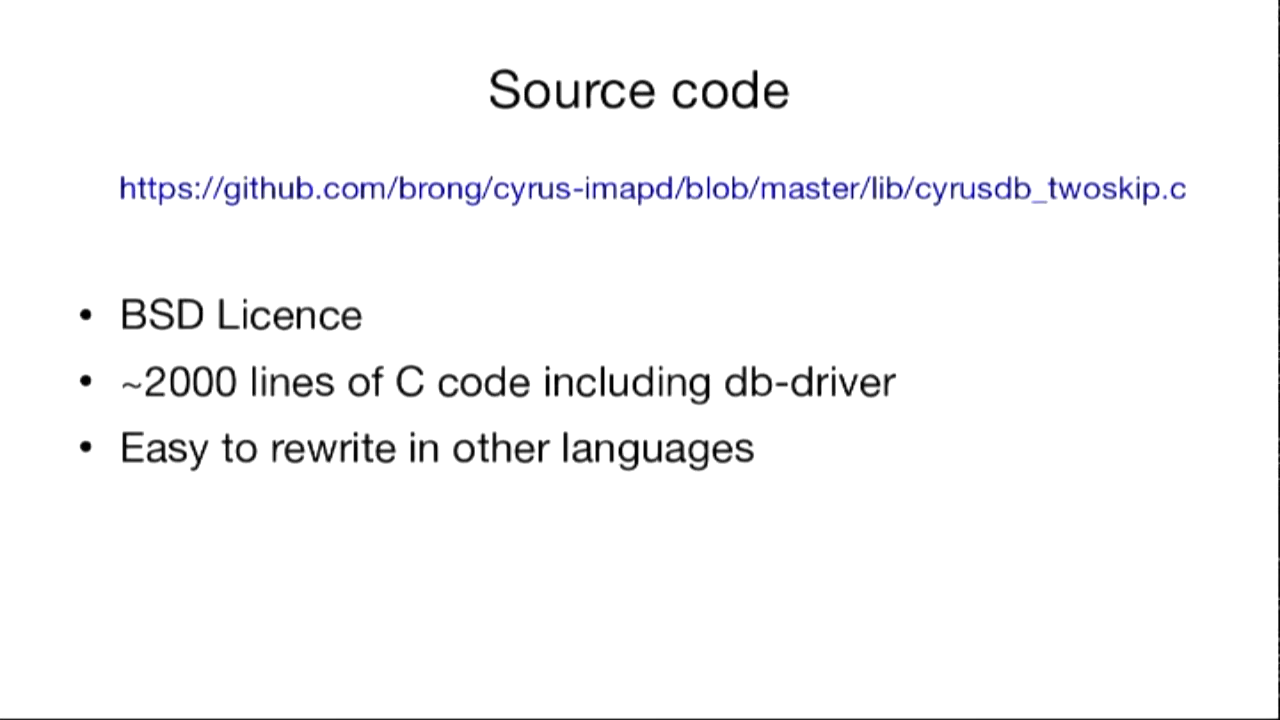 Source code
https://github.com/brong/cyrus-imapd/blob/master/lib/cyrusdb_twoskip.c
• BSD Licence
• ~2000 lines of C code including db-driver
• Easy to rewrite in other languages